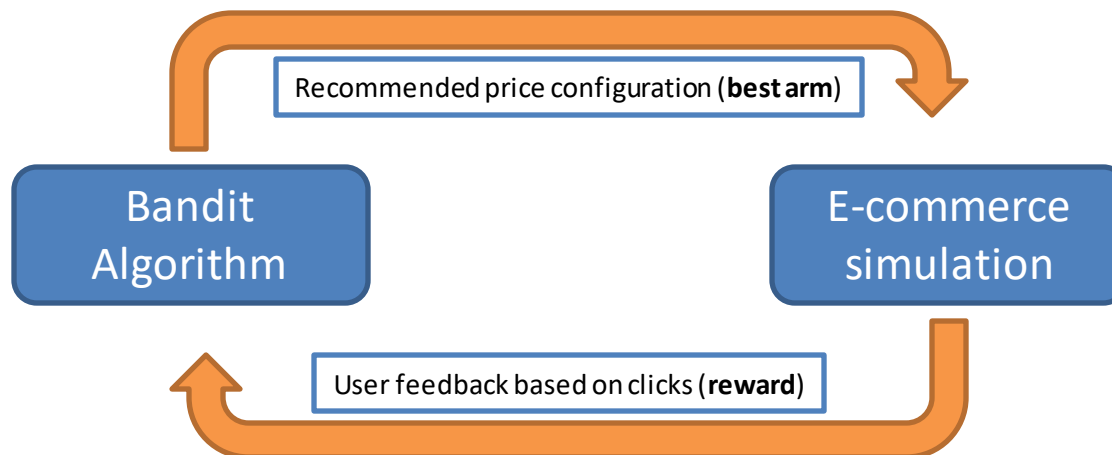 Recommended price configuration (best arm)
Bandit
Algorithm
E-commerce
simulation
User feedback based on clicks (reward)